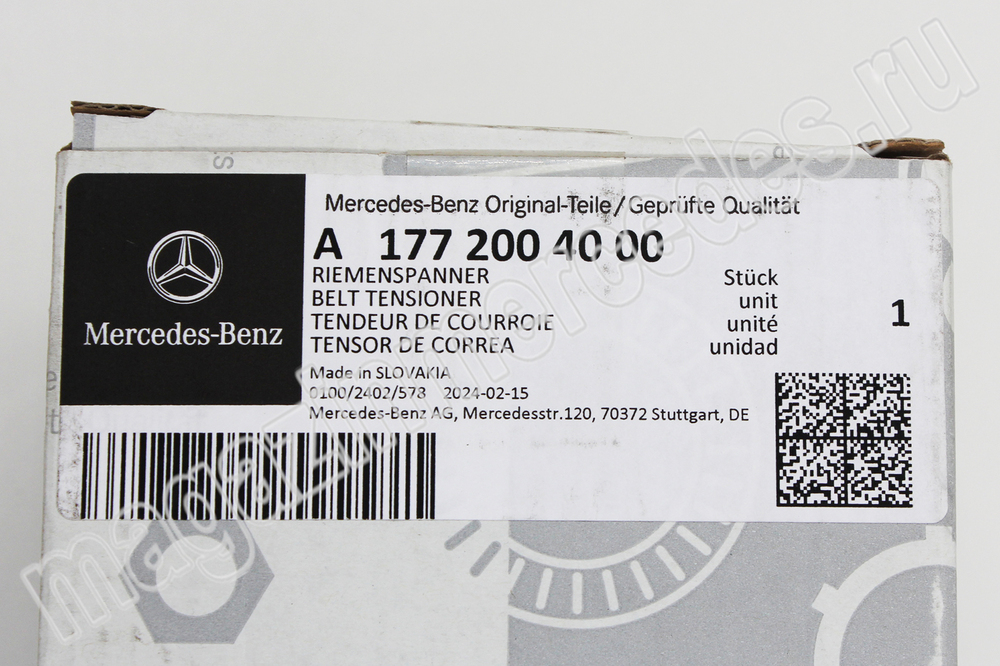 Mercedes-Benz Original-Teile/Geprüfte Qualität
A 177 200 40 00
RIEMENSPANNER Stück
BELT TENSIONER unit
TENDEUR DE COURROIE unité
TENSOR DE CORREA unidad
1
Mercedes-Benz
Made in SLOVAKIA
0100/2402/578 2024-02-15
Mercedes-Benz AG, Mercedesstr.120, 70372 Stuttgart, DE
magazinmercedes.ru